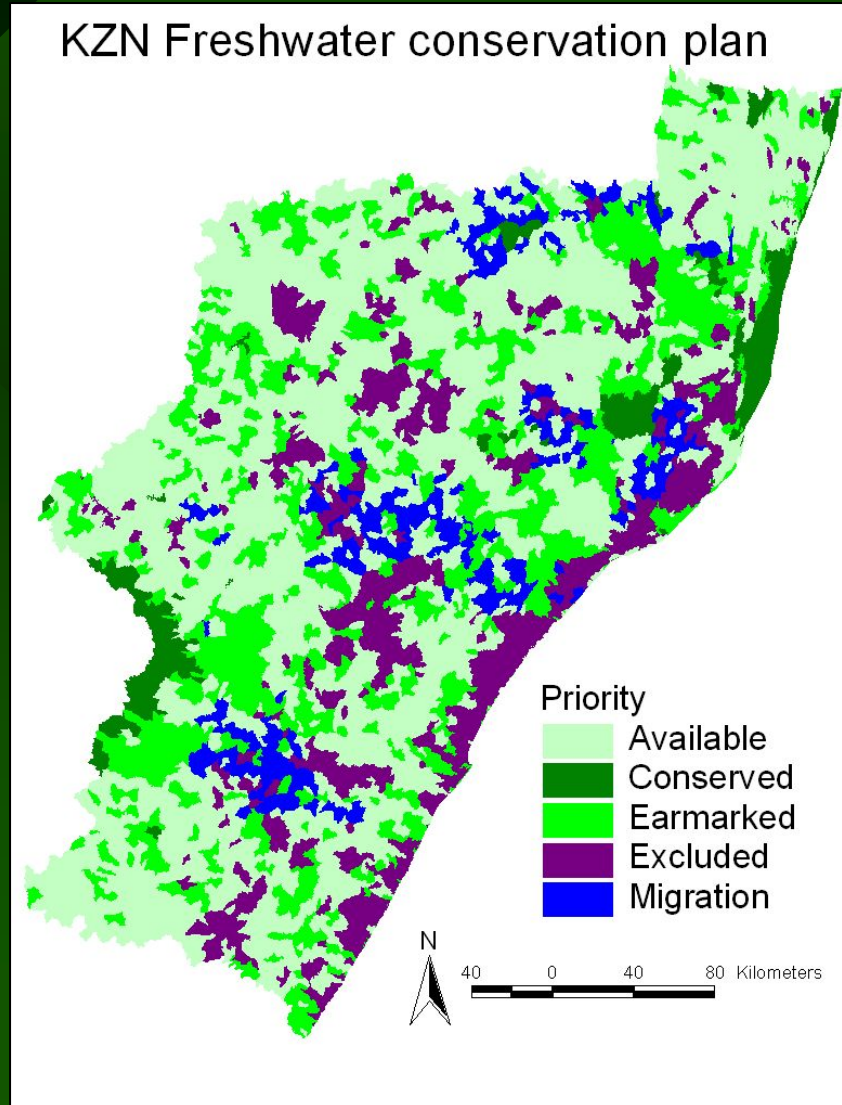 KZN Freshwater conservation plan
Priority
Available
Conserved
Earmarked
Excluded
Migration
N
40 0 40 80 Kilometers